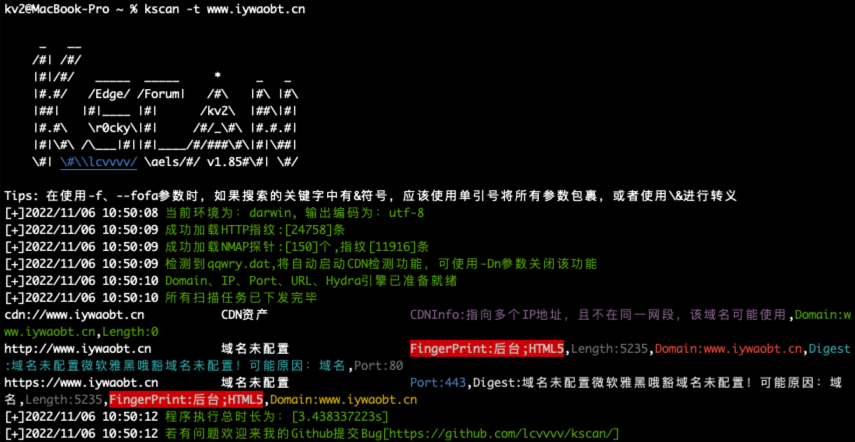 kv2@MacBook-Pro ~ % kscan -t www.iywaobt.cn
     _   __
    /#| /#/
    |#|/#/   _____  _____     *     _   _
    |#.#/   /Edge/ /Forum|   /#\   |#\ |#\
    |##|   |#|____ |#|      /kv2\  |##\|#|
    |#.#\   \r0cky\|#|     /#/_\#\ |#.#.#|
    |#|\#\ /\___|#||#|____/#/###\#\|#|\##|
    \#| \#\\lcvvvv/ \aels/#/ v1.85#\#| \#/
Tips: 在使用-f、--fofa参数时，如果搜索的关键字中有&符号，应该使用单引号将所有参数包裹，或者使用\&进行转义
[+]2022/11/06 10:50:08 当前环境为：darwin, 输出编码为：utf-8
[+]2022/11/06 10:50:09 成功加载HTTP指纹:[24758]条
[+]2022/11/06 10:50:09 成功加载NMAP探针:[150]个,指纹[11916]条
[+]2022/11/06 10:50:09 检测到qqwry.dat,将自动启动CDN检测功能，可使用-Dn参数关闭该功能
[+]2022/11/06 10:50:10 Domain、IP、Port、URL、Hydra引擎已准备就绪
[+]2022/11/06 10:50:10 所有扫描任务已下发完毕
cdn://www.iywaobt.cn CDN资产 CDNInfo:指向多个IP地址，且不在同一网段，该域名可能使用,Domain:ww
w.iywaobt.cn,Length:0
http://www.iywaobt.cn 域名未配置 FingerPrint:后台;HTML5,Length:5235,Domain:www.iywaobt.cn,Digest
:域名未配置微软雅黑哦豁域名未配置！可能原因：域名,Port:80
https://www.iywaobt.cn 域名未配置 Port:443,Digest:域名未配置微软雅黑哦豁域名未配置！可能原因：域
名,Length:5235,FingerPrint:后台;HTML5,Domain:www.iywaobt.cn
[+]2022/11/06 10:50:12 程序执行总时长为：[3.438337223s]
[+]2022/11/06 10:50:12 若有问题欢迎来我的Github提交Bug[https://github.com/lcvvvv/kscan/]